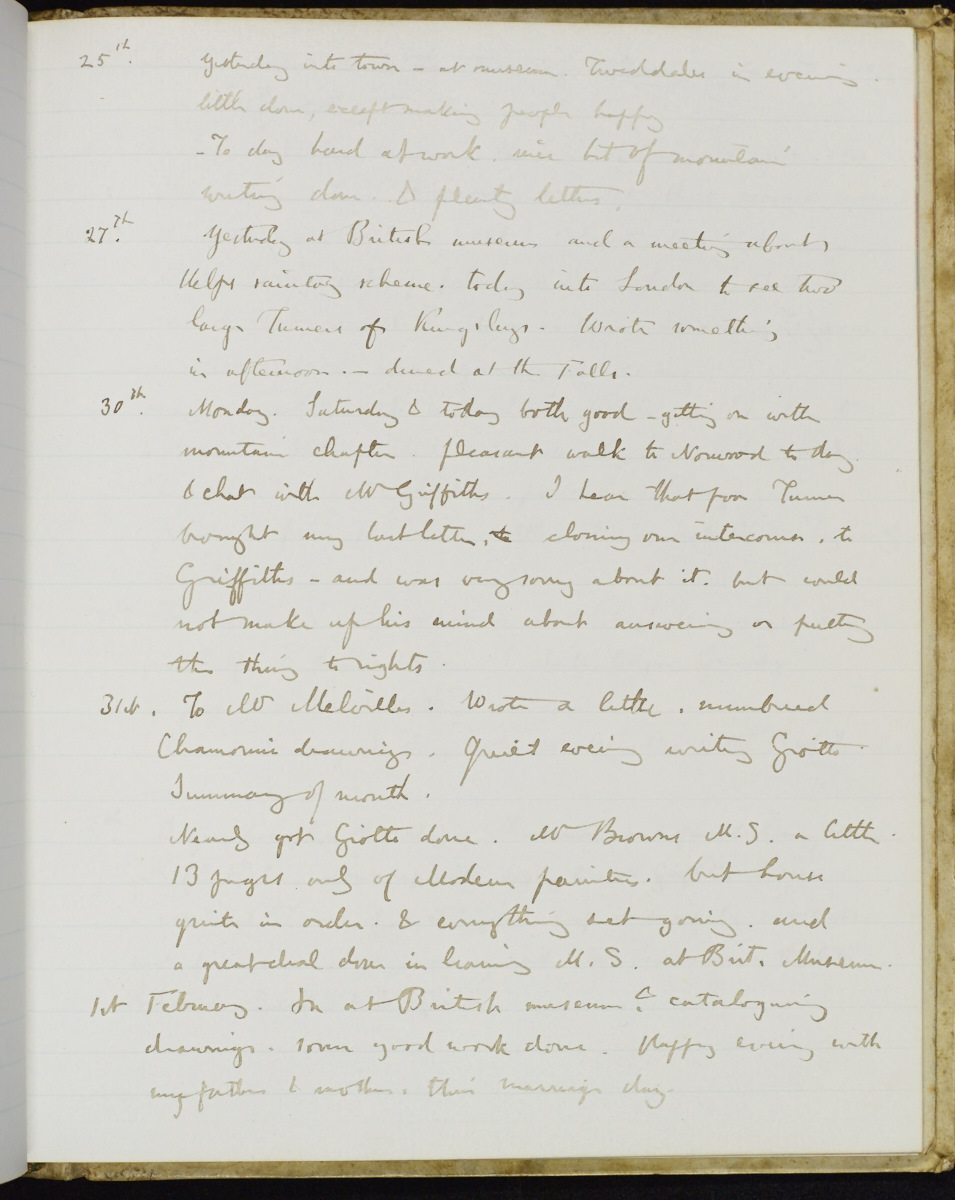 25th. Yesterday into town - at museum. Tweddales in evening.
little done, except making people happy
- To day hard at work. nice bit of mountain
writing done. & plenty letters.
27th. Yesterday at British museum and a meeting about
Helps sanitary scheme. today into London to see two
large Turners of Kingsleys. Wrote something
in afternoon. - dined at the Falls.
30th. Monday. Saturday & today both good - getting on with
mountain chapter. pleasant walk to Norwood to day
& chat with Mr Griffiths. I hear that poor Turner
brought my last letter, to closing our intercourse, to
Griffiths - and was very sorry about it. but could
not make up his mind about answering or putting
the thing to rights.
31st. To Mr Melvilles. Wrote a little. numbered
Chamouni drawings. Quiet evening writing Giotto.
Summary of month.
Nearly got Giotto done. Mr Browns M.S. a little.
13 pages only of Modern painters. but house
quite in order. & everything set going. and
a great deal done in learning M.S. at Brit. Museum.
1st February. In at British museum cataloguing
drawings. some good work done. Happy evening with
my father & mother. their marriage day.